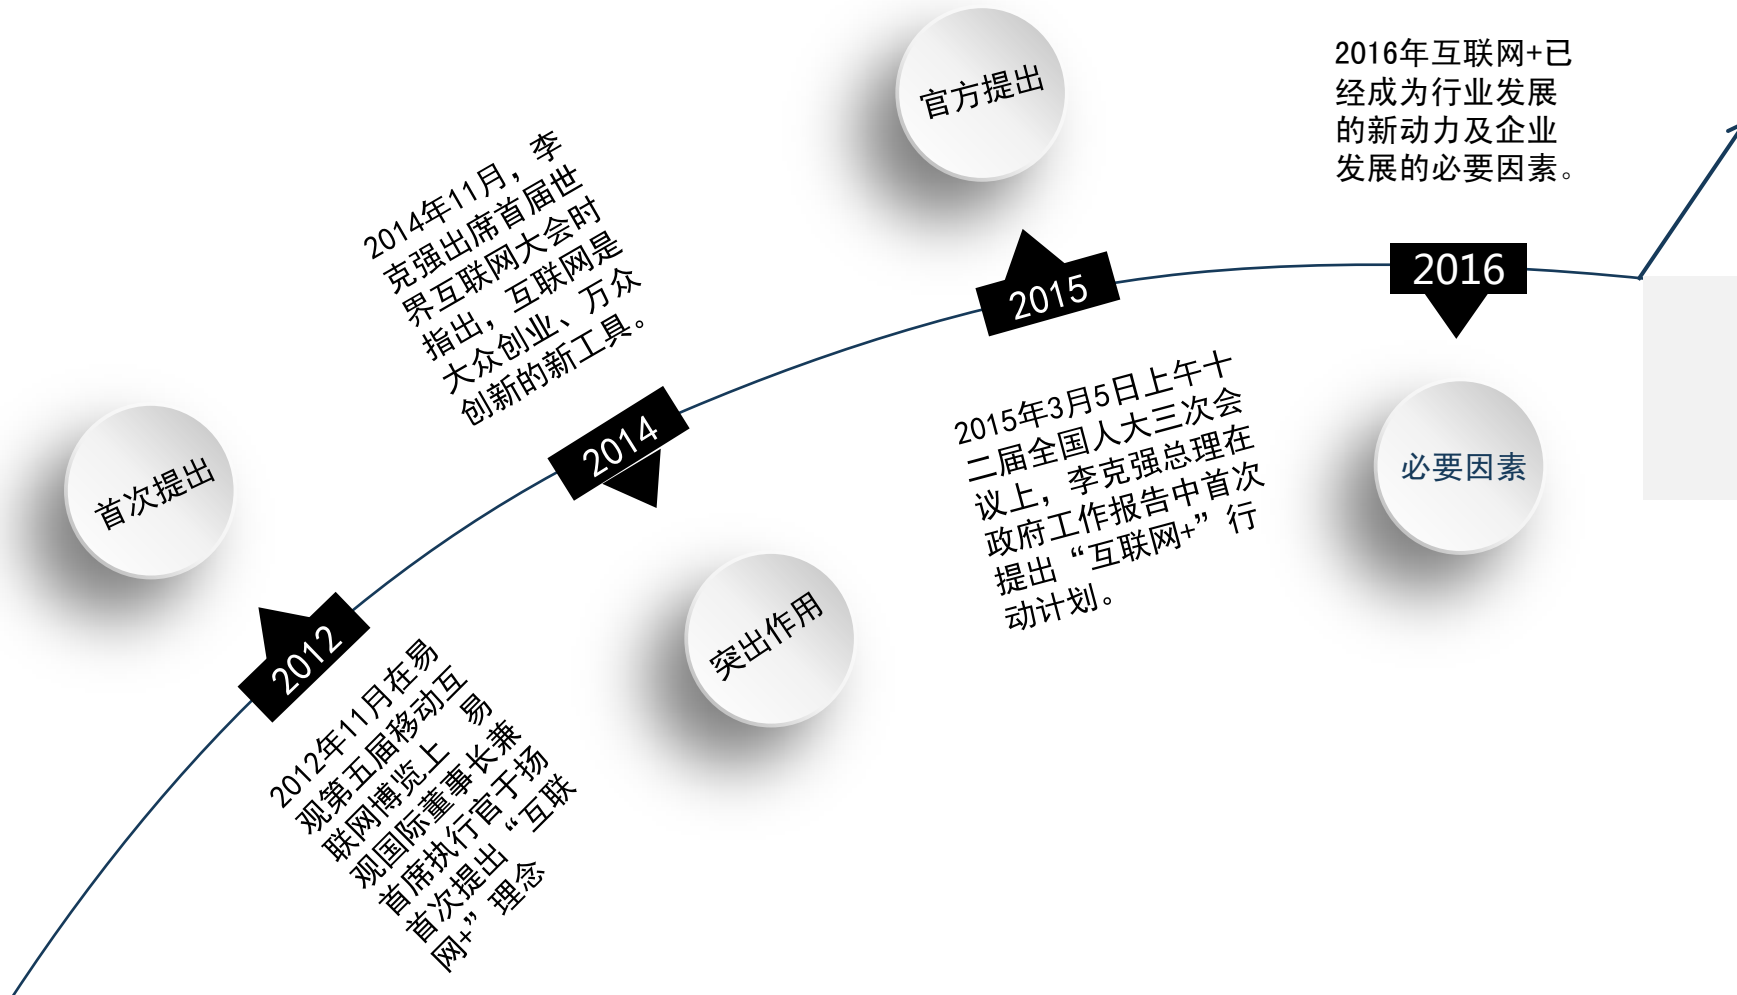 首次提出
2012
2012年11月在易
观第五届移动互
联网博览上　易
观国际董事长兼
首席执行官于扬
首次提出“互联
网+”理念
2014年11月，李
克强出席首届世
界互联网大会时
指出，互联网是
大众创业、万众
创新的新工具。
2014
突出作用
官方提出
2015
2015年3月5日上午十
二届全国人大三次会
议上，李克强总理在
政府工作报告中首次
提出“互联网+”行
动计划。
2016年互联网+已
经成为行业发展
的新动力及企业
发展的必要因素。
2016
必要因素